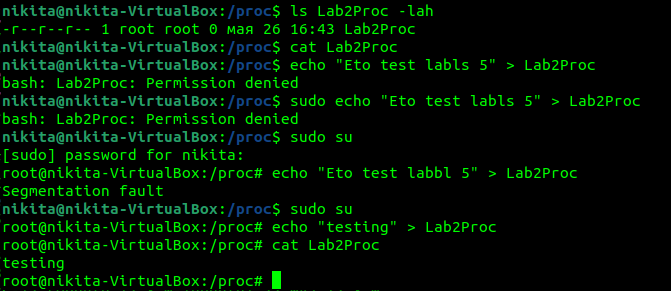 nikita@nikita-VirtualBox:/proc$ ls Lab2Proc -lah
-r--r--r-- 1 root root 0 мая 26 16:43 Lab2Proc
nikita@nikita-VirtualBox:/proc$ cat Lab2Proc
nikita@nikita-VirtualBox:/proc$ echo "Eto test labls 5" > Lab2Proc
bash: Lab2Proc: Permission denied
nikita@nikita-VirtualBox:/proc$ sudo echo "Eto test labls 5" > Lab2Proc
bash: Lab2Proc: Permission denied
nikita@nikita-VirtualBox:/proc$ sudo su
[sudo] password for nikita:
root@nikita-VirtualBox:/proc# echo "Eto test labbl 5" > Lab2Proc
Segmentation fault
nikita@nikita-VirtualBox:/proc$ sudo su
root@nikita-VirtualBox:/proc# echo "testing" > Lab2Proc
root@nikita-VirtualBox:/proc# cat Lab2Proc
testing
root@nikita-VirtualBox:/proc#